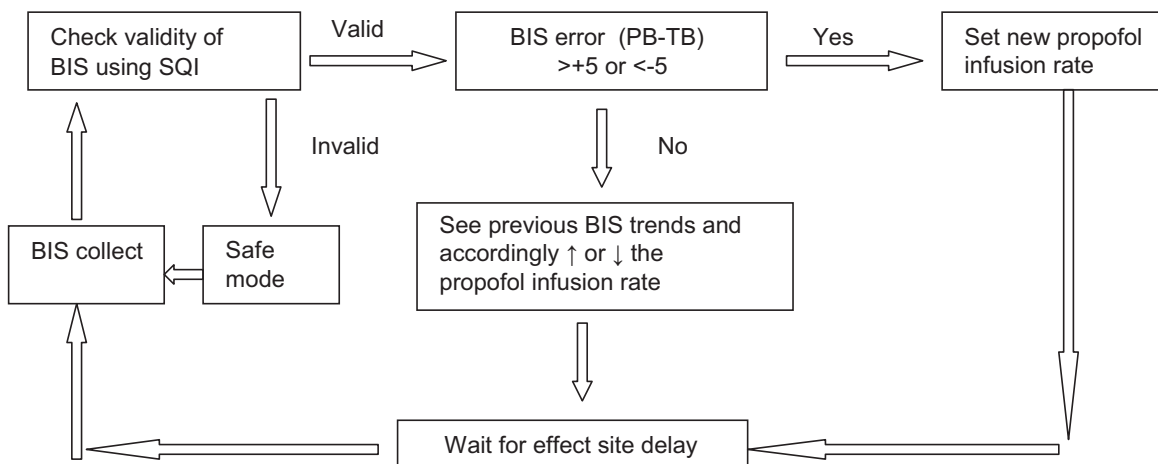 Check validity of
BIS using SQI
Valid
BIS error (PB-TB)
>+5 or <-5
Yes
Set new propofol
infusion rate
Invalid
No
BIS collect
Safe
mode
See previous BIS trends and
accordingly ↑ or ↓ the
propofol infusion rate
Wait for effect site delay